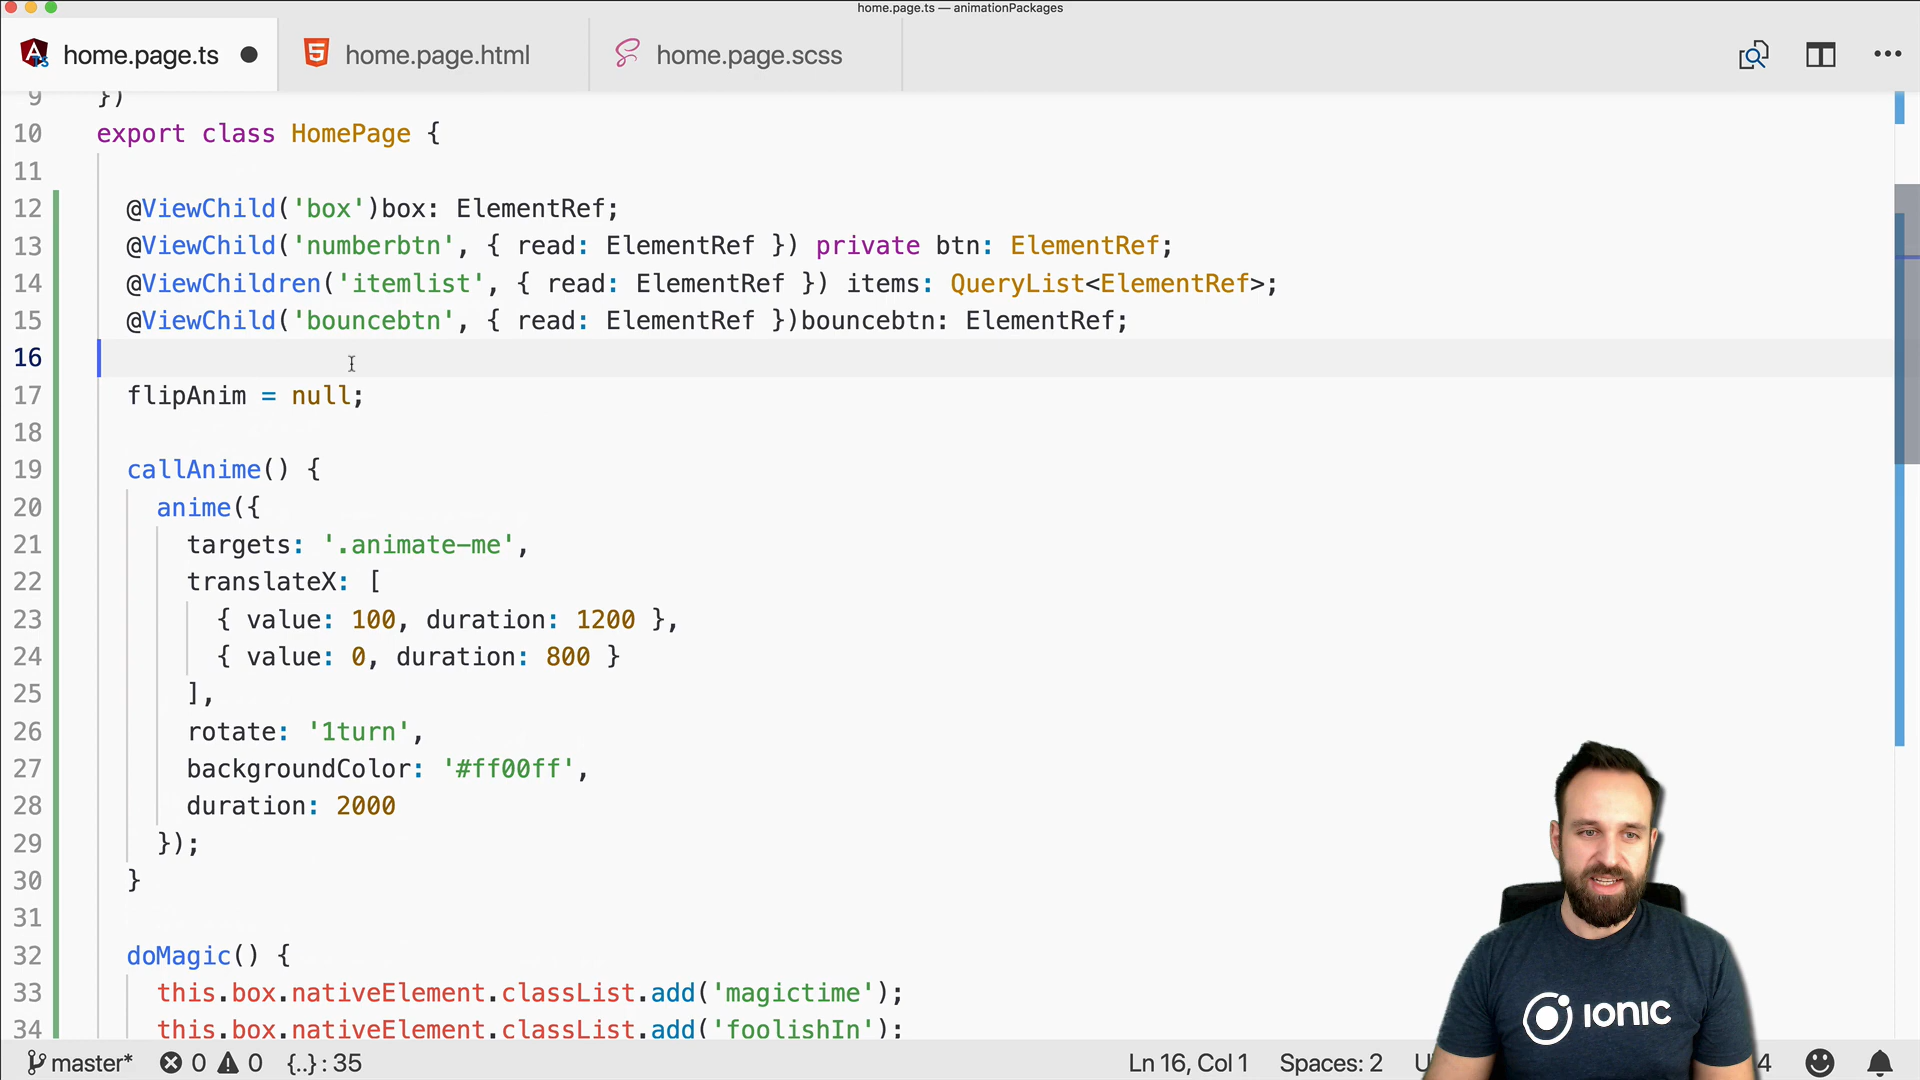 home.page.ts — animationPackages
home.page.ts
home.page.html
home.page.scss
9 })
10 export class HomePage {
11
12 @ViewChild('box')box: ElementRef;
13 @ViewChild('numberbtn', { read: ElementRef }) private btn: ElementRef;
14 @ViewChildren('itemlist', { read: ElementRef }) items: QueryList<ElementRef>;
15 @ViewChild('bouncebtn', { read: ElementRef })bouncebtn: ElementRef;
16
17 flipAnim = null;
18
19 callAnime() {
20 anime({
21 targets: '.animate-me',
22 translateX: [
23 { value: 100, duration: 1200 },
24 { value: 0, duration: 800 }
25 ],
26 rotate: '1turn',
27 backgroundColor: '#ff00ff',
28 duration: 2000
29 });
30 }
31
32 doMagic() {
33 this.box.nativeElement.classList.add('magictime');
34 this.box.nativeElement.classList.add('foolishIn');
IONIC
master* 0 0 {..}: 35 Ln 16, Col 1 Spaces: 2 U 4